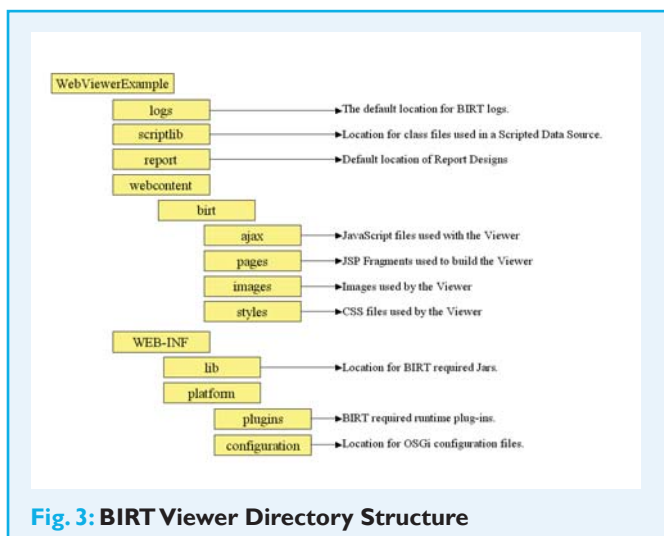 WebViewerExample
logs The default location for BIRT logs.
scriptlib Location for class files used in a Scripted Data Source.
report Default location of Report Designs
webcontent
birt
ajax JavaScript files used with the Viewer
pages JSP Fragments used to build the Viewer
images Images used by the Viewer
styles CSS files used by the Viewer
WEB-INF
lib Location for BIRT required Jars.
platform
plugins BIRT required runtime plug-ins.
configuration Location for OSGi configuration files.
Fig. 3: BIRT Viewer Directory Structure